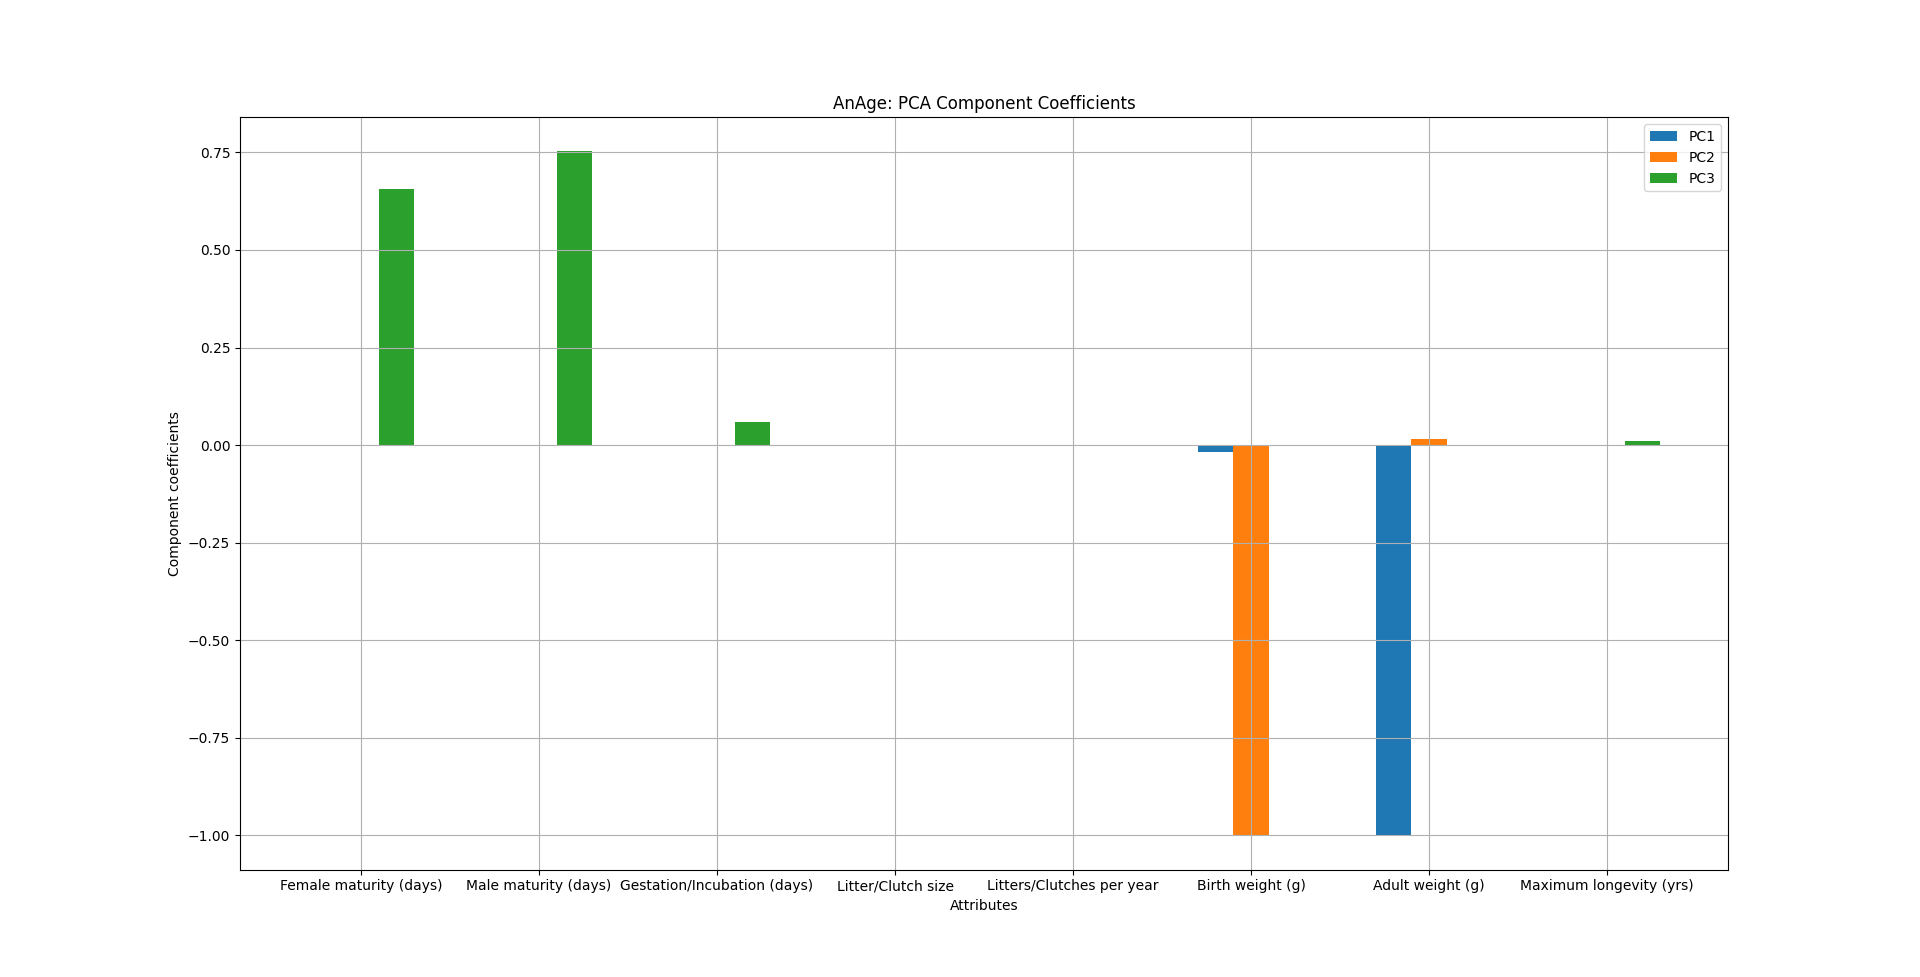 AnAge: PCA Component Coefficients
PC1
PC2
PC3
0.75
0.50
0.25
0.00
−0.25
−0.50
−0.75
−1.00
Component coefficients
Female maturity (days)
Male maturity (days)
Gestation/Incubation (days)
Litter/Clutch size
Litters/Clutches per year
Birth weight (g)
Adult weight (g)
Maximum longevity (yrs)
Attributes